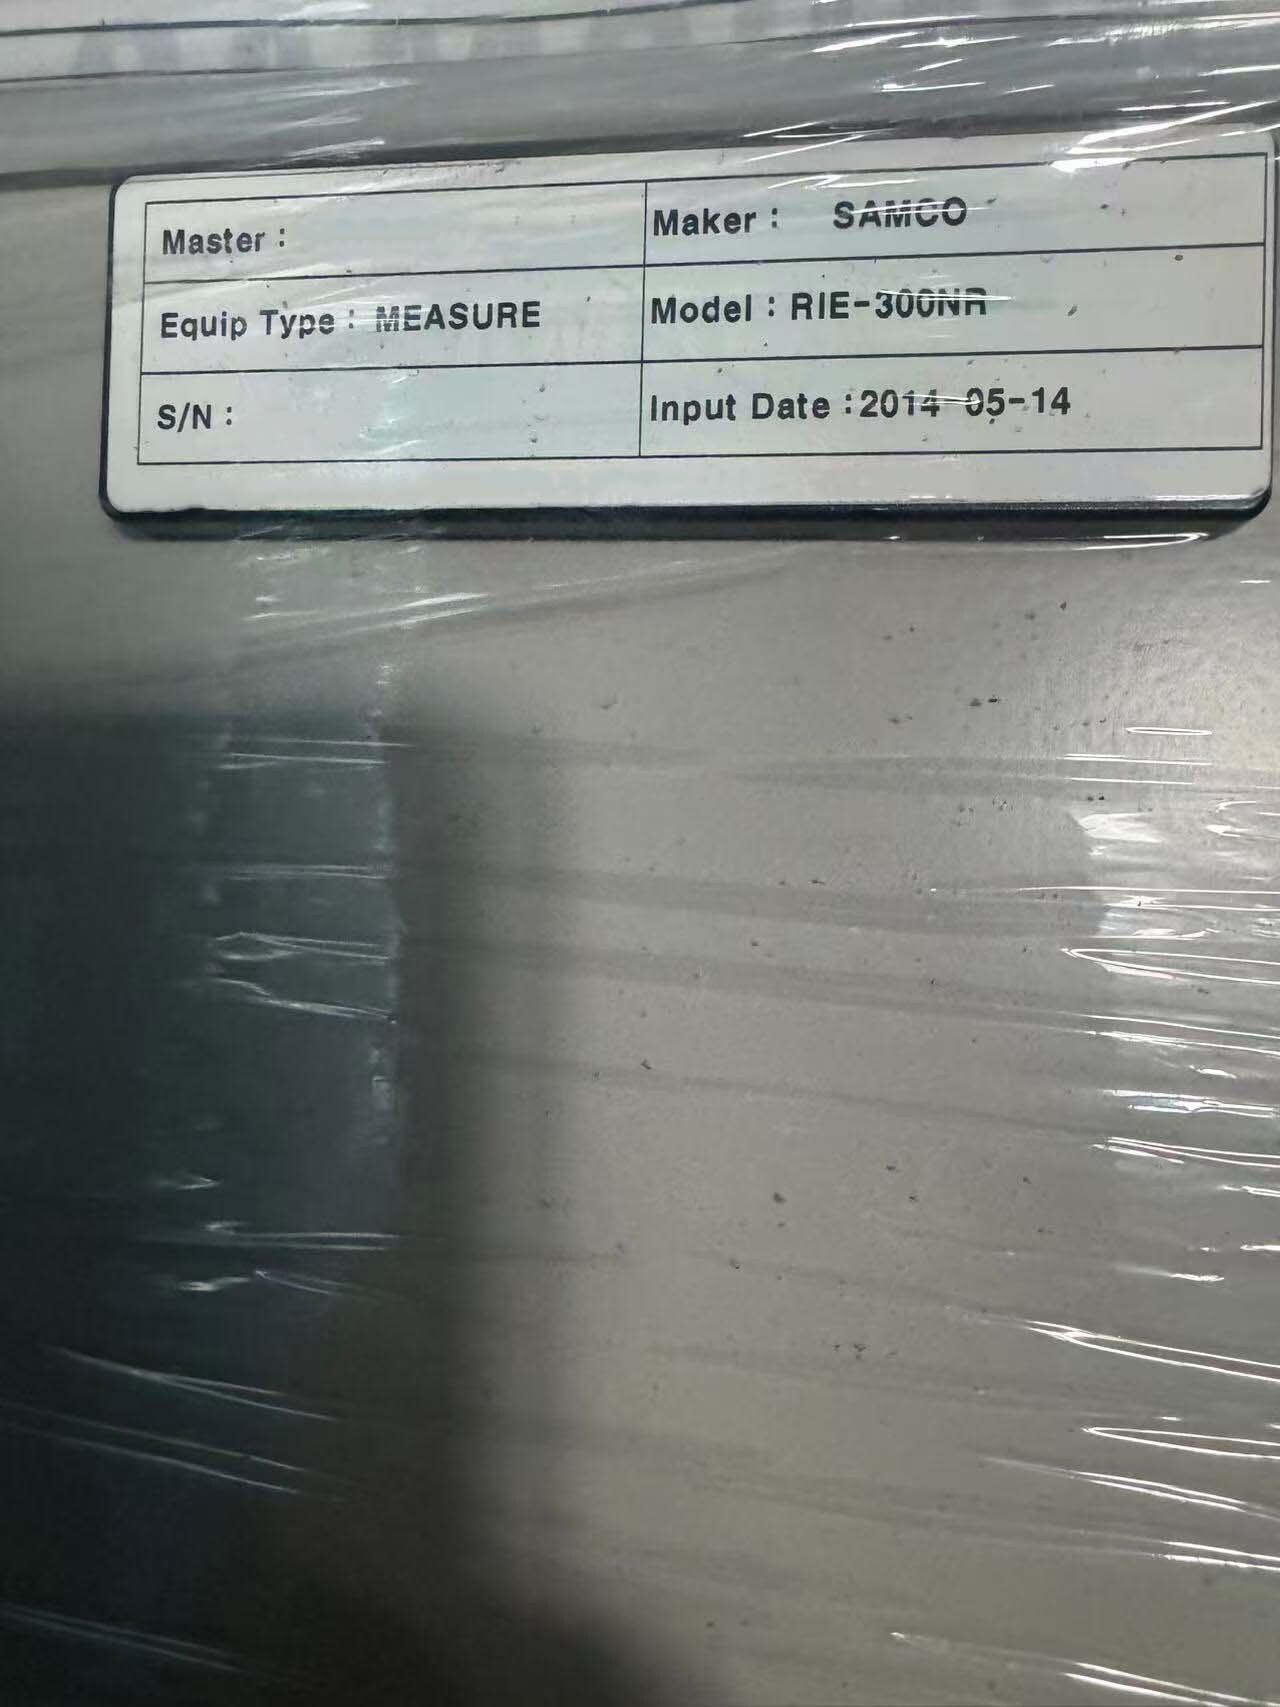 Master :
Maker : SAMCO
Equip Type : MEASURE
Model : RIE-300NR
S/N :
Input Date :2014-05-14